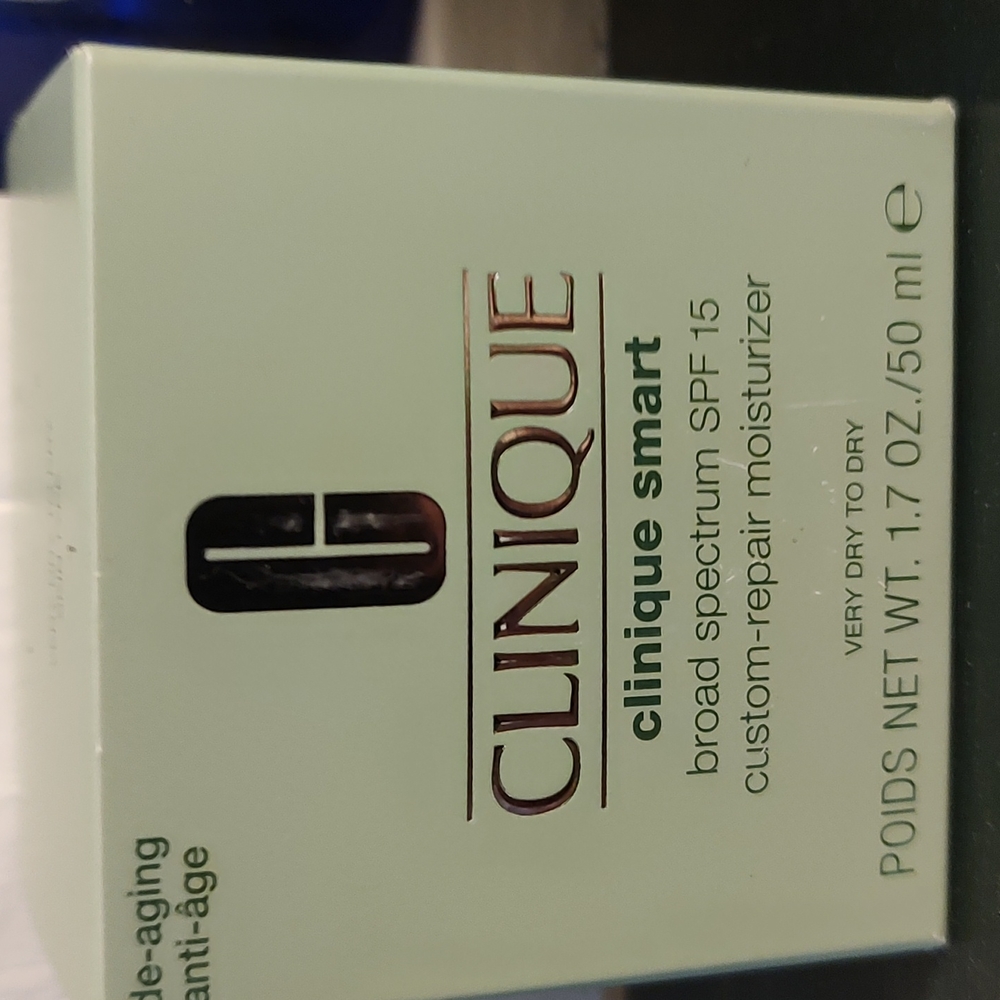 de-aging
anti-âge
CLINIQUE
clinique smart
broad spectrum SPF 15
custom-repair moisturizer
VERY DRY TO DRY
POIDS NET WT. 1.7 OZ./50 ml e